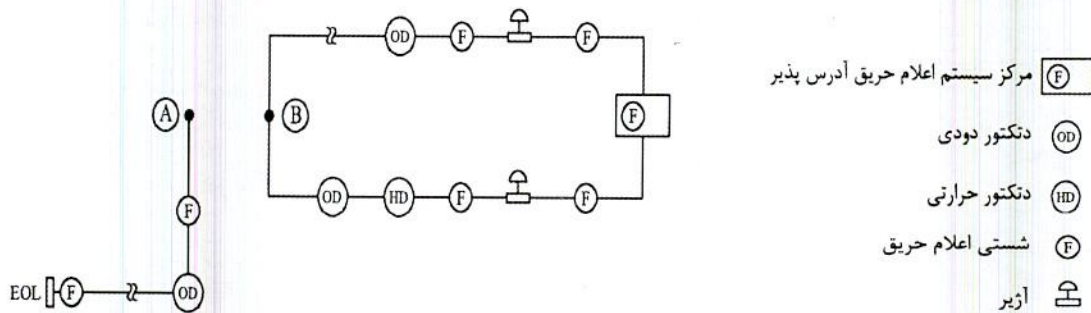 OD F F
A B F
OD HD F F
F
EOL F OD
F مرکز سیستم اعلام حریق آدرس پذیر
OD دتکتور دودی
HD دتکتور حرارتی
F شستی اعلام حریق
آژیر